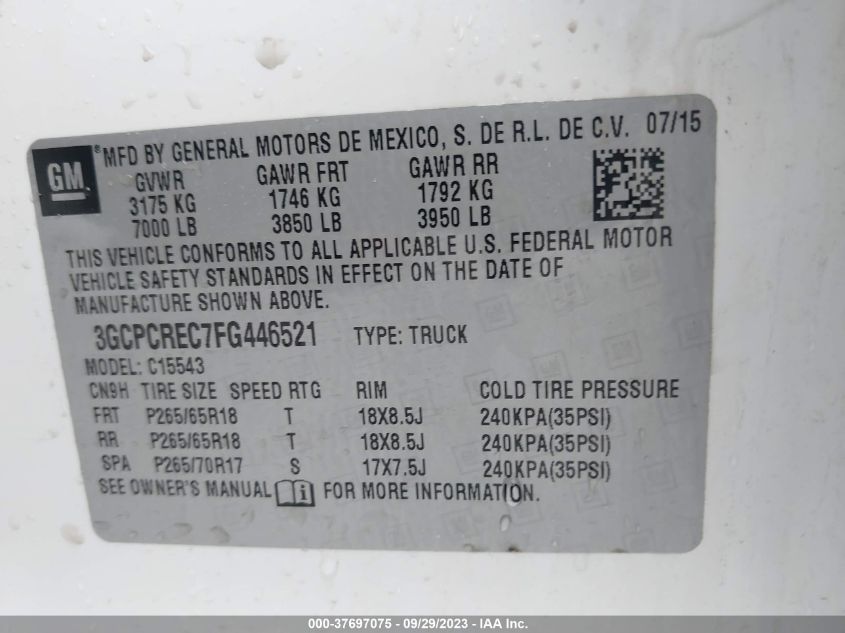 GM ® MFD BY GENERAL MOTORS DE MEXICO, S. DE R.L. DE C.V. 07/15
GVWR GAWR FRT GAWR RR
3175 KG 1746 KG 1792 KG
7000 LB 3850 LB 3950 LB
THIS VEHICLE CONFORMS TO ALL APPLICABLE U.S. FEDERAL MOTOR
VEHICLE SAFETY STANDARDS IN EFFECT ON THE DATE OF
MANUFACTURE SHOWN ABOVE.
3GCPCREC7FG446521 TYPE: TRUCK
MODEL: C15543
CN9H TIRE SIZE SPEED RTG RIM COLD TIRE PRESSURE
FRT P265/65R18 T 18X8.5J 240KPA(35PSI)
RR P265/65R18 T 18X8.5J 240KPA(35PSI)
SPA P265/70R17 S 17X7.5J 240KPA(35PSI)
SEE OWNER'S MANUAL FOR MORE INFORMATION.
000-37697075 - 09/29/2023 - IAA Inc.